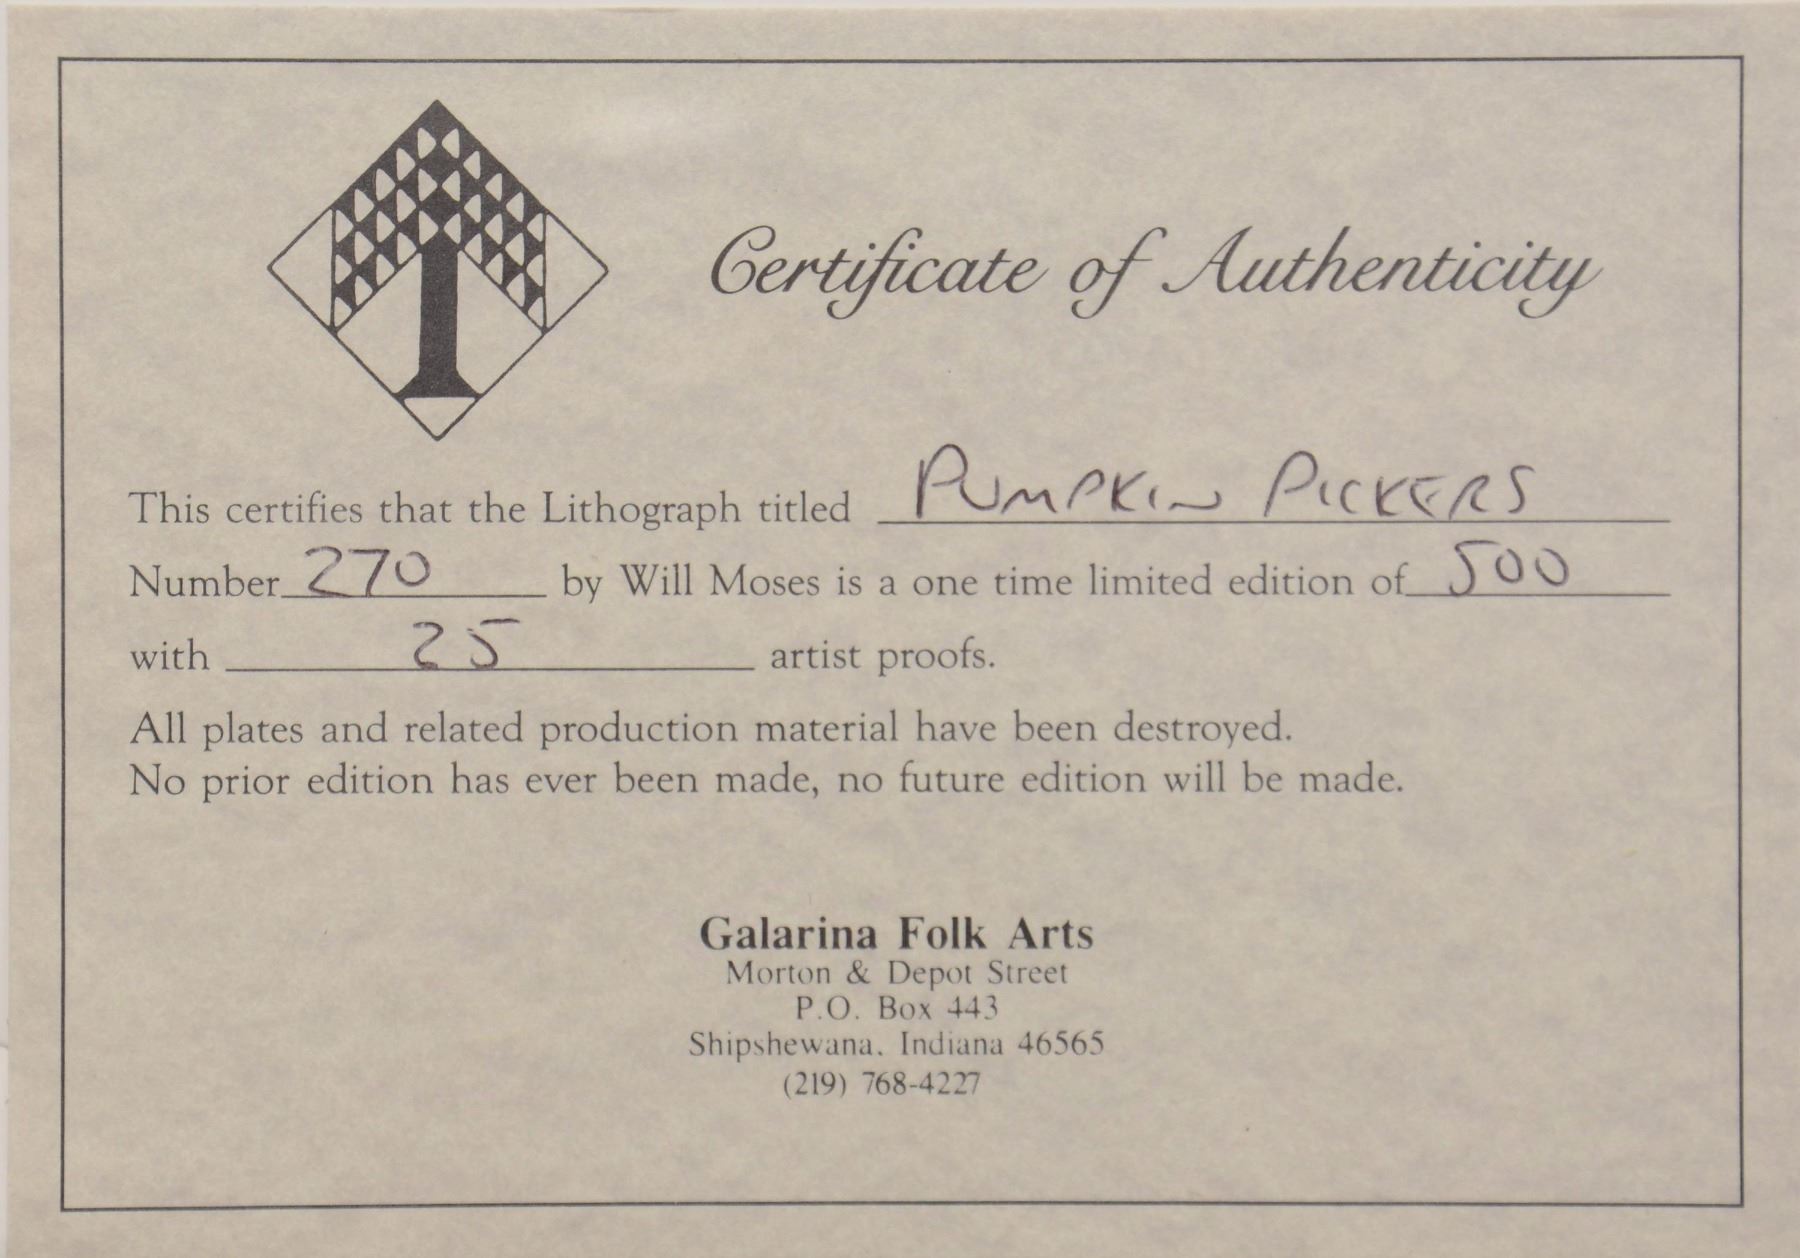 Certificate of Authenticity
This certifies that the Lithograph titled PUMPKIN PICKERS
Number 270 by Will Moses is a one time limited edition of 500
with 25 artist proofs.
All plates and related production material have been destroyed.
No prior edition has ever been made, no future edition will be made.
Galarina Folk Arts
Morton & Depot Street
P.O. Box 443
Shipshewana, Indiana 46565
(219) 768-4227